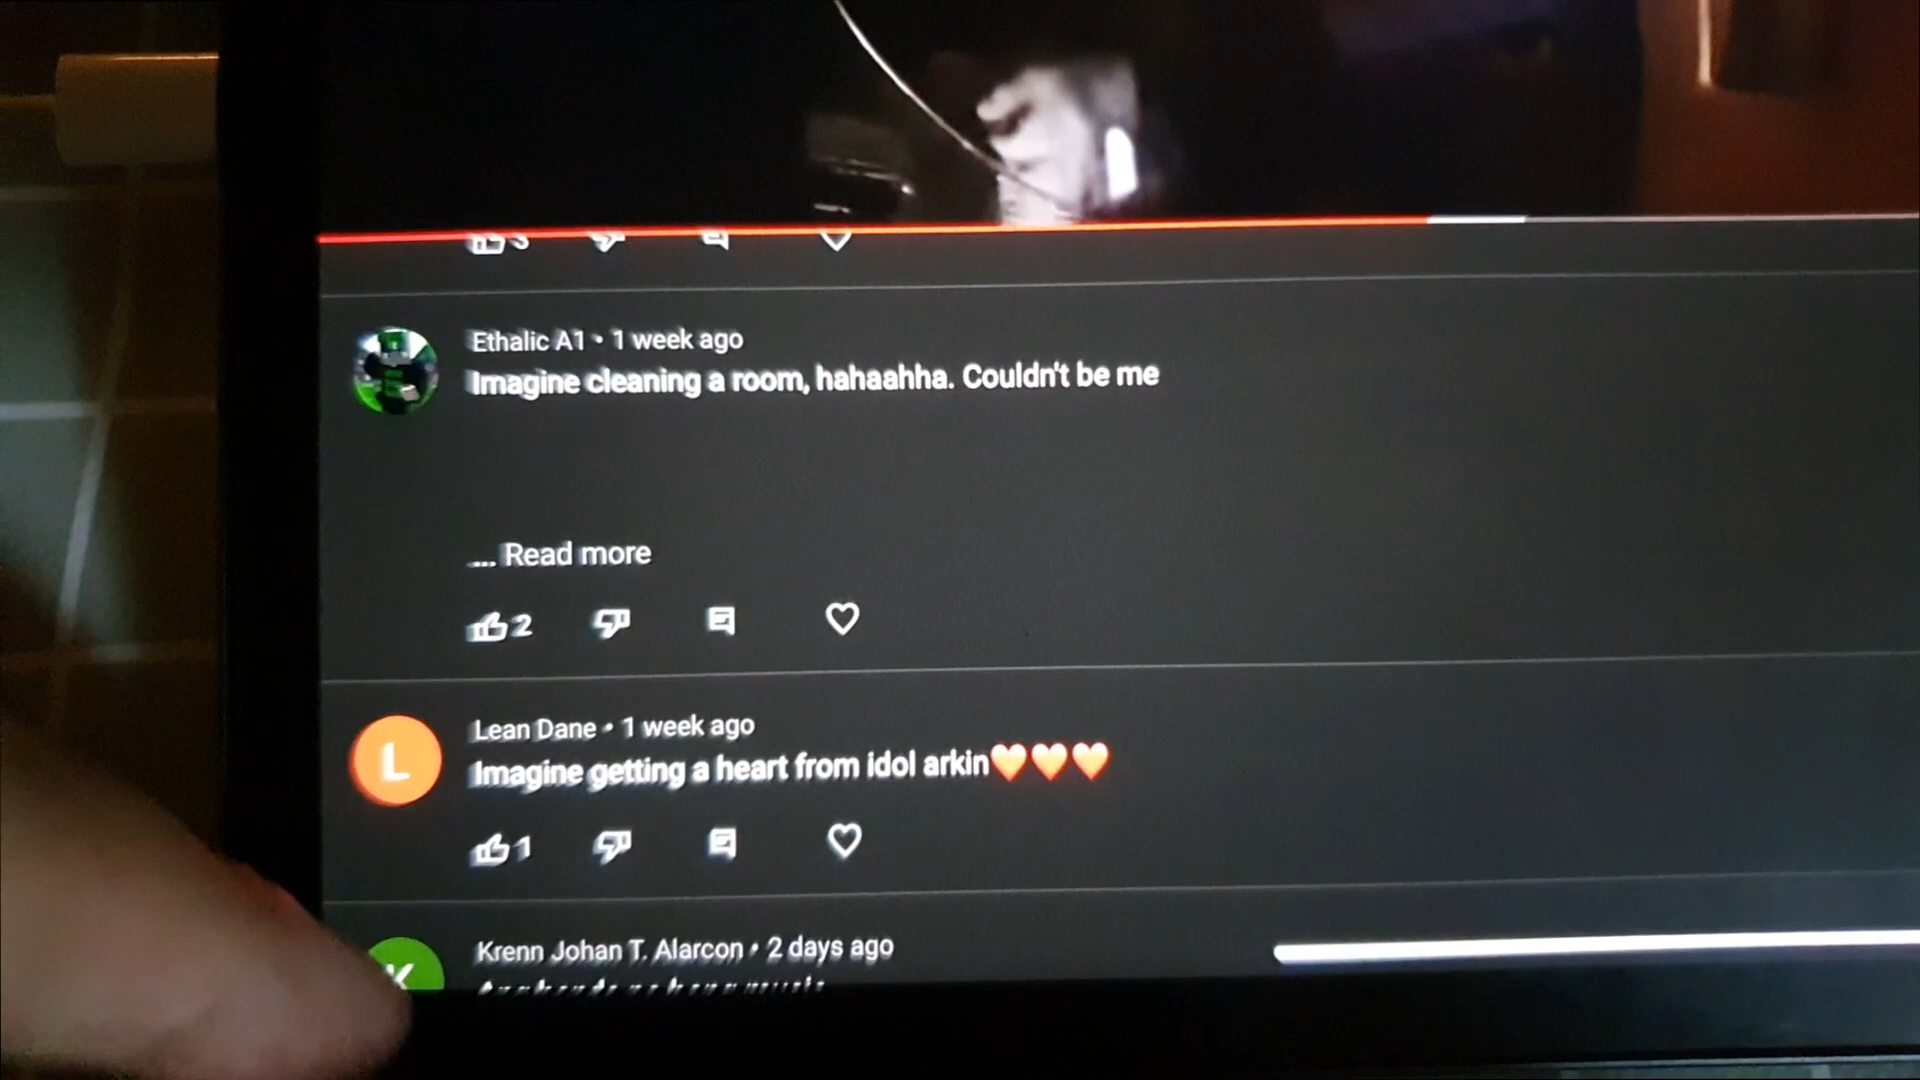 3
Ethalic A1 • 1 week ago
Imagine cleaning a room, hahaahha. Couldn't be me
... Read more
2
L
Lean Dane • 1 week ago
Imagine getting a heart from idol arkin🧡🧡🧡
1
K
Krenn Johan T. Alarcon • 2 days ago